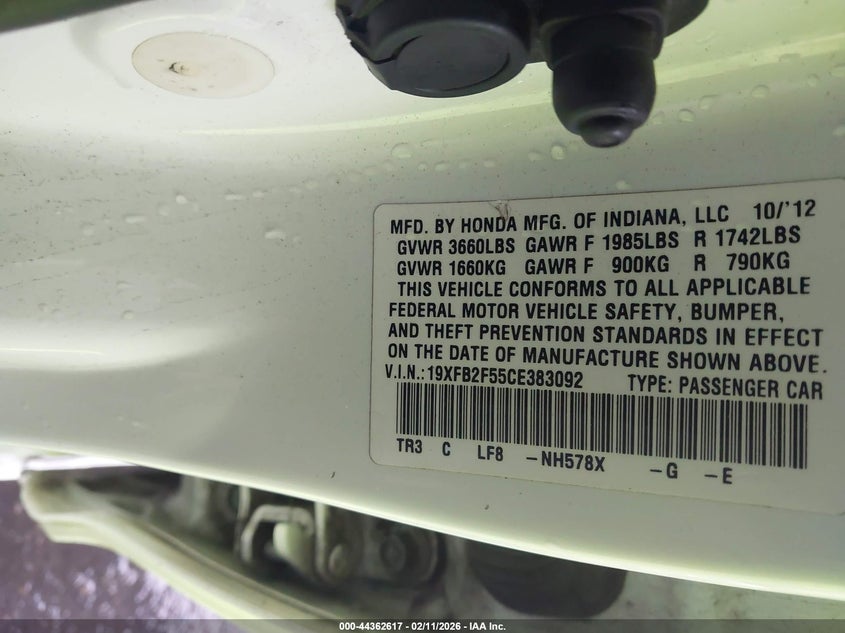 MFD. BY HONDA MFG. OF INDIANA, LLC 10/'12
GVWR 3660LBS GAWR F 1985LBS R 1742LBS
GVWR 1660KG GAWR F 900KG R 790KG
THIS VEHICLE CONFORMS TO ALL APPLICABLE
FEDERAL MOTOR VEHICLE SAFETY, BUMPER,
AND THEFT PREVENTION STANDARDS IN EFFECT
ON THE DATE OF MANUFACTURE SHOWN ABOVE.
V.I.N.: 19XFB2F55CE383092 TYPE: PASSENGER CAR
TR3 C LF8 -NH578X -G -E
000-44362617 - 02/11/2026 - IAA Inc.